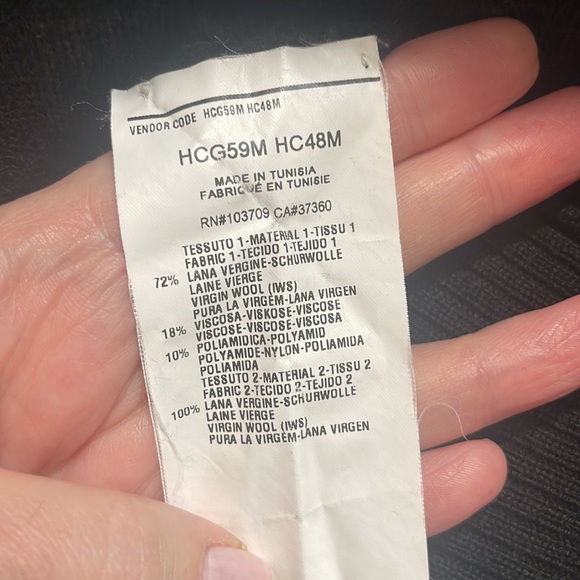 VENDOR CODE HCG59M HC48M
HCG59M HC48M
MADE IN TUNISIA
FABRIQUÉ EN TUNISIE
RN#103709 CA#37360
TESSUTO 1-MATERIAL 1-TISSU 1
FABRIC 1-TECIDO 1-TEJIDO 1
72% LANA VERGINE-SCHURWOLLE
LAINE VIERGE
VIRGIN WOOL (IWS)
PURA LA VIRGEM-LANA VIRGEN
18% VISCOSA-VISKOSE-VISCOSE
VISCOSE-VISCOSE-VISCOSA
10% POLIAMIDICA-POLYAMID
POLYAMIDE-NYLON-POLIAMIDA
POLIAMIDA
TESSUTO 2-MATERIAL 2-TISSU 2
FABRIC 2-TECIDO 2-TEJIDO 2
100% LANA VERGINE-SCHURWOLLE
LAINE VIERGE
VIRGIN WOOL (IWS)
PURA LA VIRGEM-LANA VIRGEN